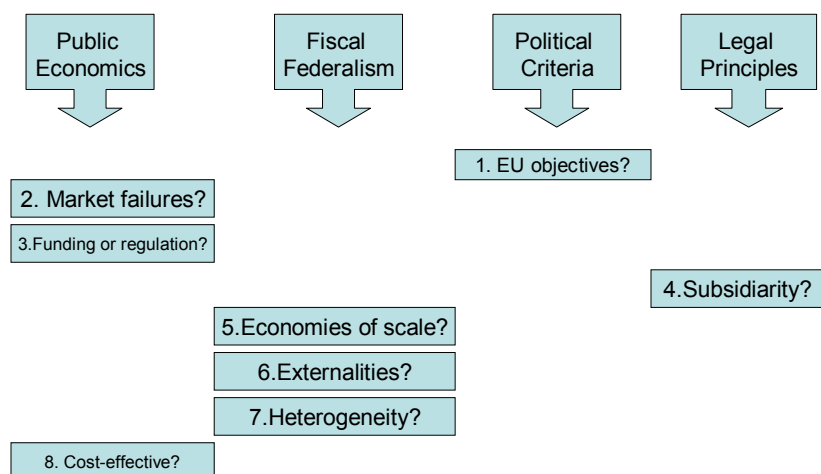 Public
Economics
Fiscal
Federalism
Political
Criteria
Legal
Principles
1. EU objectives?
2. Market failures?
3.Funding or regulation?
4.Subsidiarity?
5.Economies of scale?
6.Externalities?
7.Heterogeneity?
8. Cost-effective?